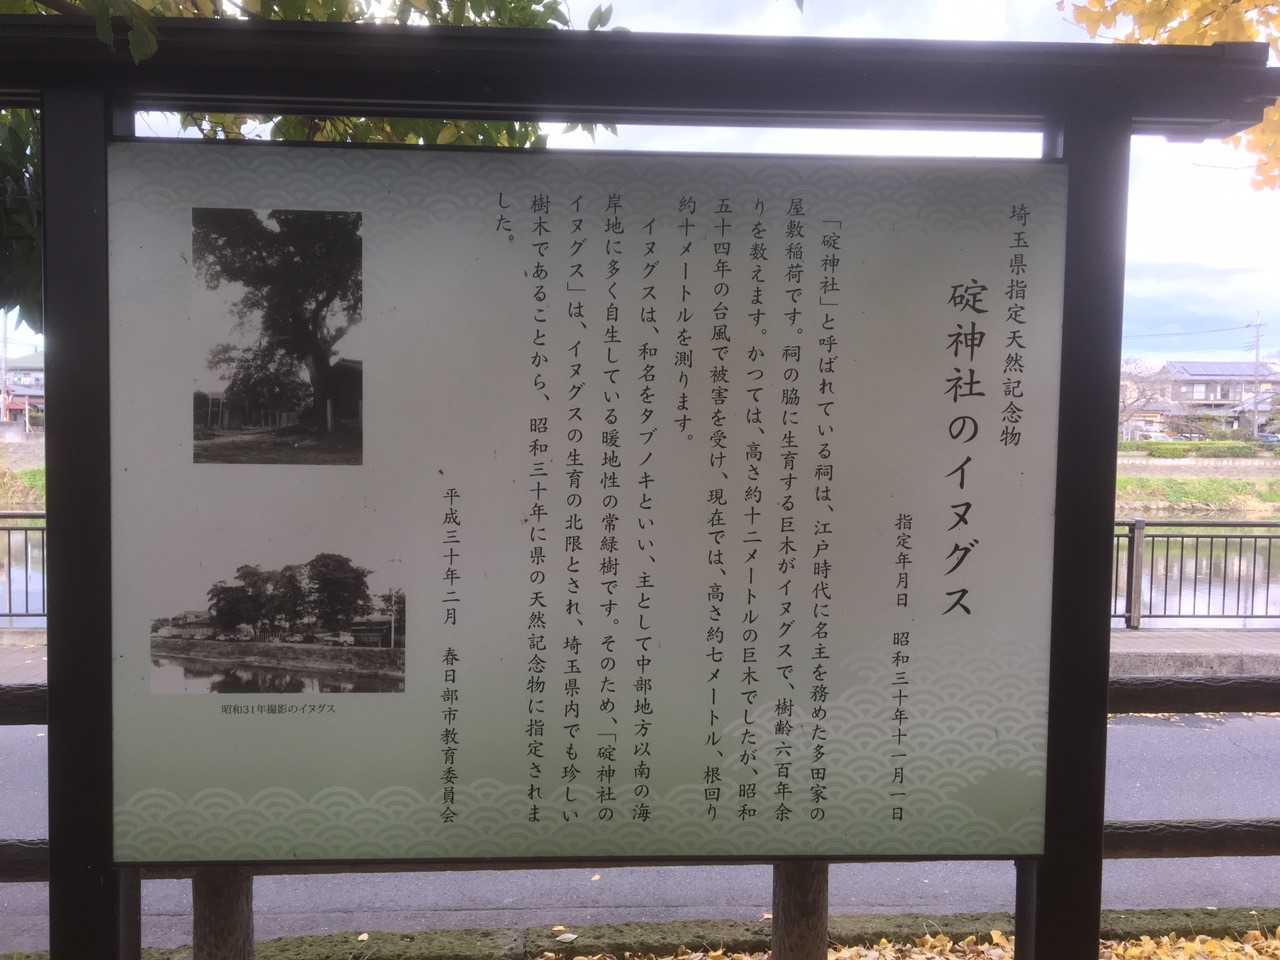 埼玉県指定天然記念物
碇神社のイヌグス
指定年月日　昭和三十年十一月一日
「碇神社」と呼ばれている祠は、江戸時代に名主を務めた多田家の
屋敷稲荷です。祠の脇に生育する巨木がイヌグスで、樹齢六百年余
りを数えます。かつては、高さ約十二メートルの巨木でしたが、昭和
五十四年の台風で被害を受け、現在では、高さ約七メートル、根回り
約十メートルを測ります。
イヌグスは、和名をタブノキといい、主として中部地方以南の海
岸地に多く自生している暖地性の常緑樹です。そのため、「碇神社の
イヌグス」は、イヌグスの生育の北限とされ、埼玉県内でも珍しい
樹木であることから、昭和三十年に県の天然記念物に指定されま
した。
平成三十年二月　春日部市教育委員会
昭和31年撮影のイヌグス